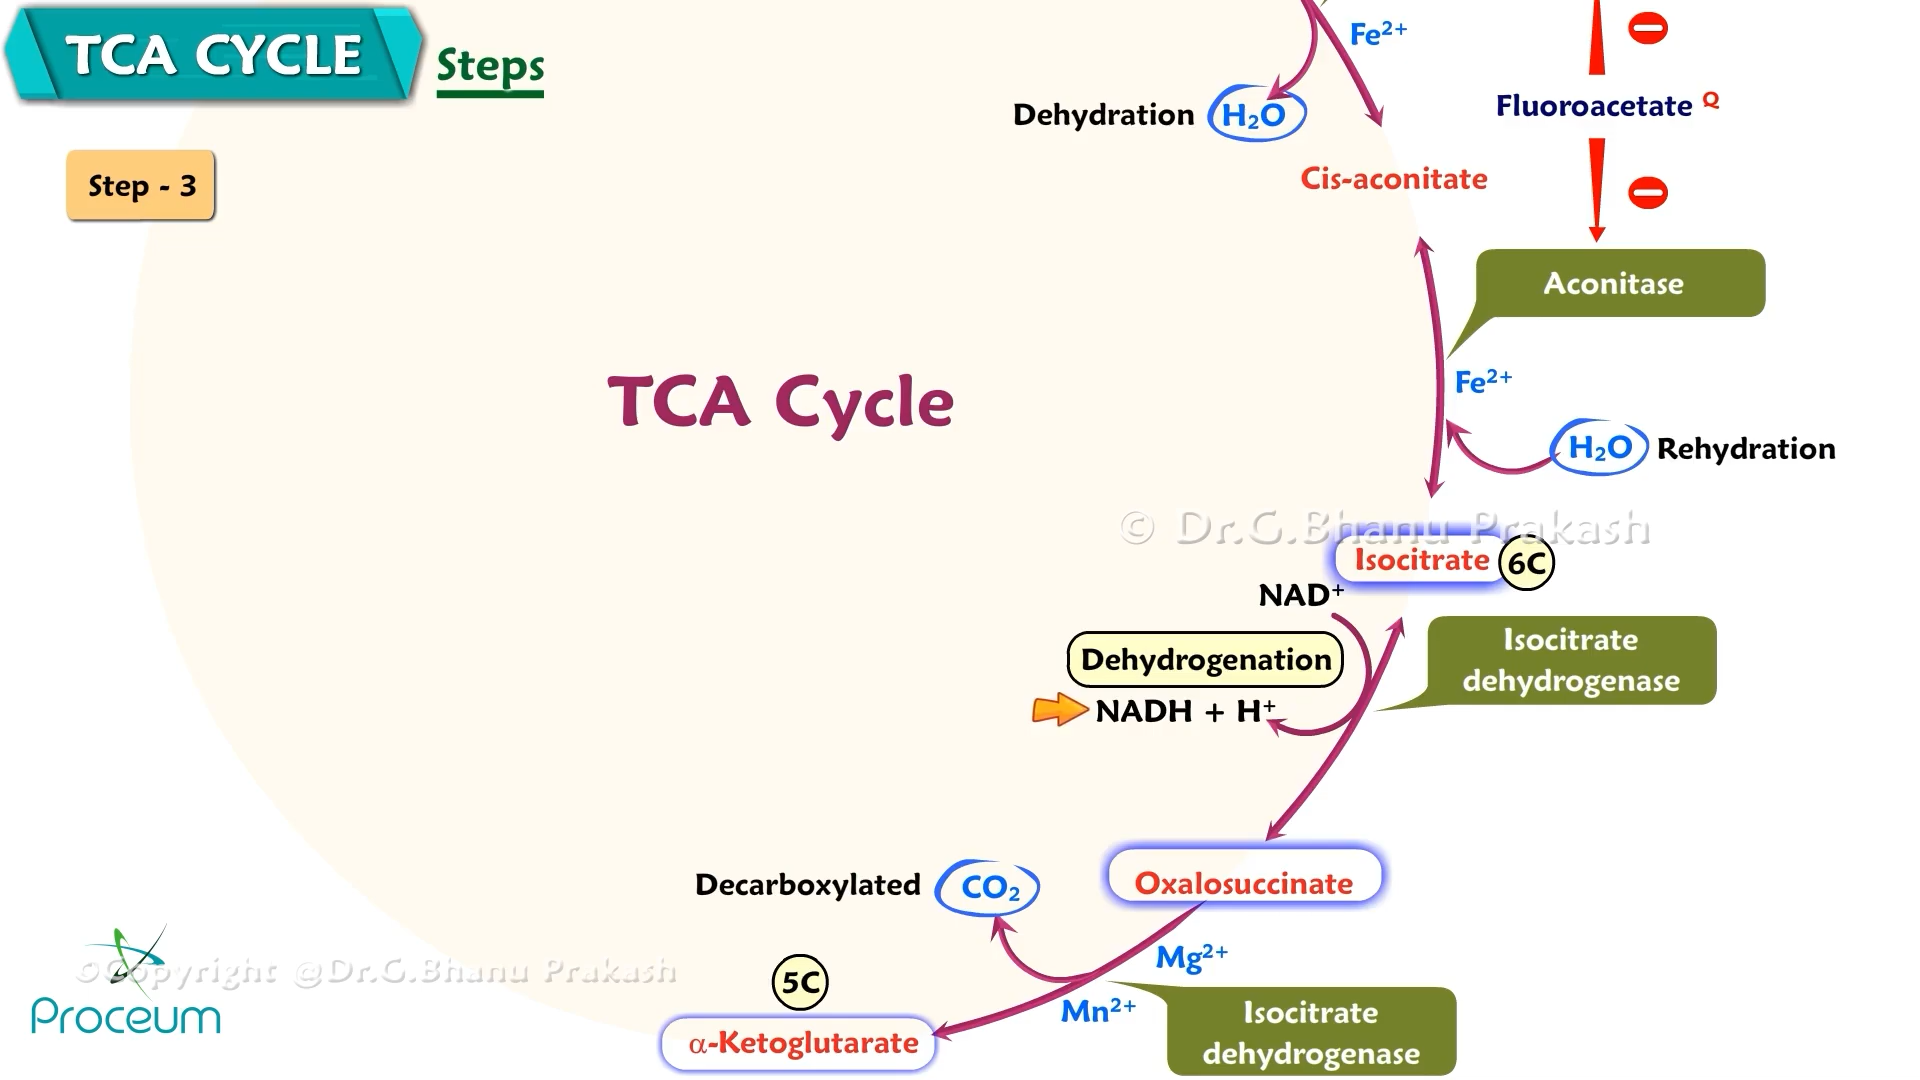 TCA CYCLE
Steps
Step - 3
Fe²⁺
Dehydration H₂O
Fluoroacetate Q
Cis-aconitate
Aconitase
TCA Cycle
Fe²⁺
H₂O Rehydration
© Dr.G.Bhanu Prakash
Isocitrate 6C
NAD⁺
Dehydrogenation
NADH + H⁺
Isocitrate
dehydrogenase
Decarboxylated CO₂
Oxalosuccinate
Mg²⁺
Mn²⁺
5C
α-Ketoglutarate
Isocitrate
dehydrogenase
©Copyright @Dr.G.Bhanu Prakash
Proceum